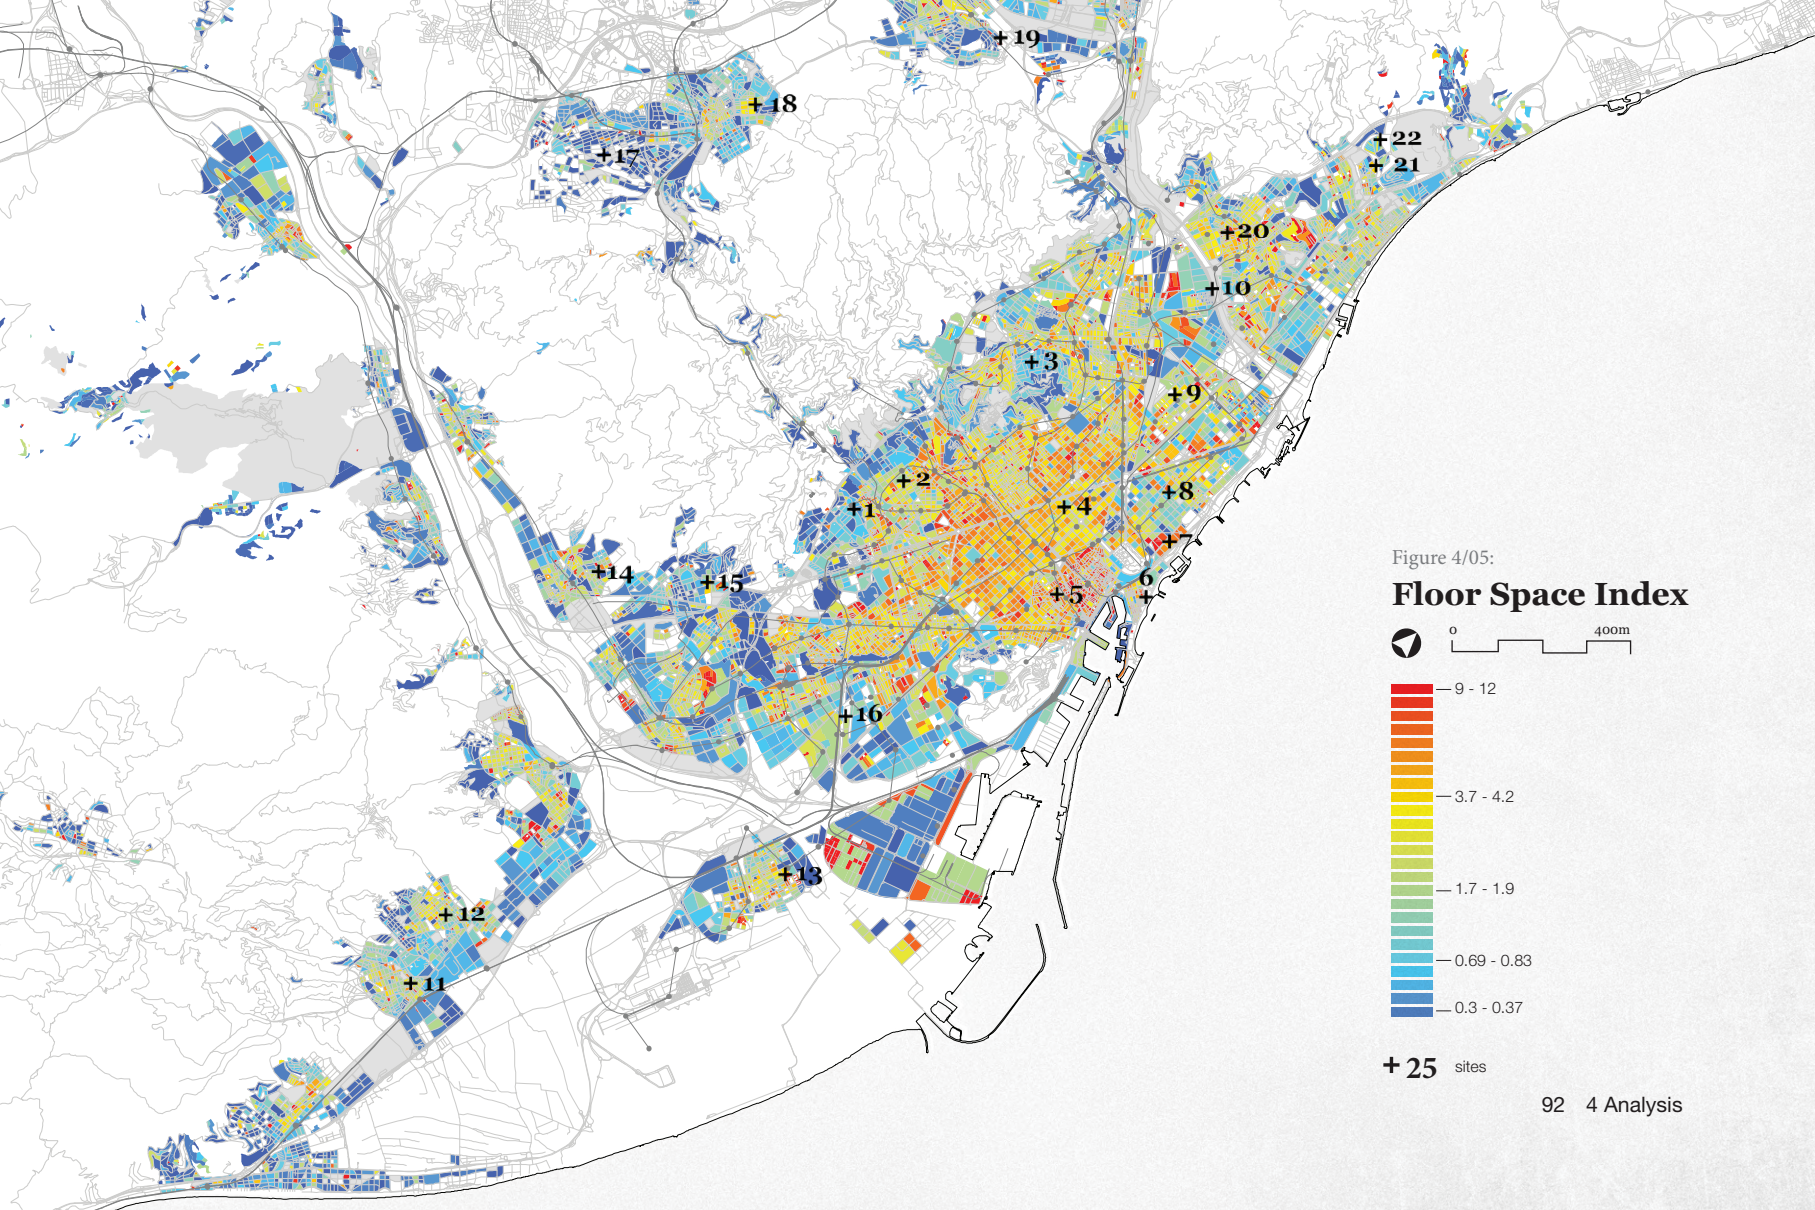 +19
+18
+22
+17
+21
+20
+10
+3
+9
+2
+8
+1
+4
+7
+14
6
+15
+5
+
+16
+13
+12
+11
Figure 4/05:
Floor Space Index
0 400m
9 - 12
3.7 - 4.2
1.7 - 1.9
0.69 - 0.83
0.3 - 0.37
+25 sites
92 4 Analysis